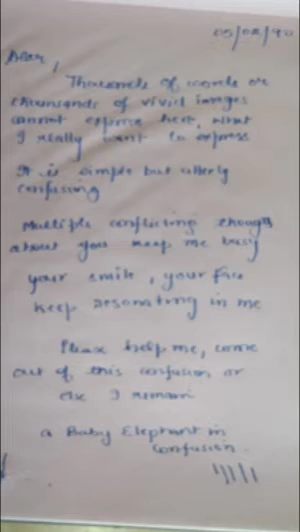 05/02/90
Dear,
Thousands of words or
thousands of vivid images
cannot express here, what
I really want to express
It is simple but utterly
confusing
Multiple conflicting thoughts
about you keep me busy
your smile, your face
keep resonating in me
Please help me, come
out of this confusion or
else I remain
a Baby Elephant in
confusion